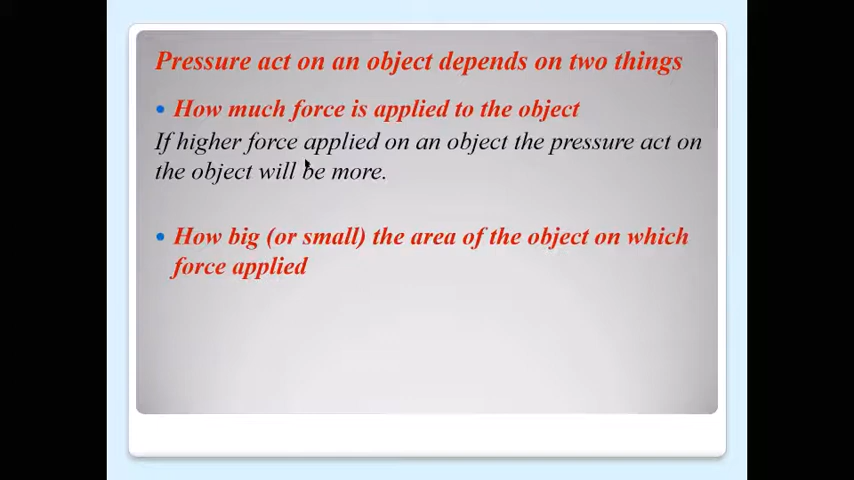 Pressure act on an object depends on two things
• How much force is applied to the object
If higher force applied on an object the pressure act on
the object will be more.
• How big (or small) the area of the object on which
force applied